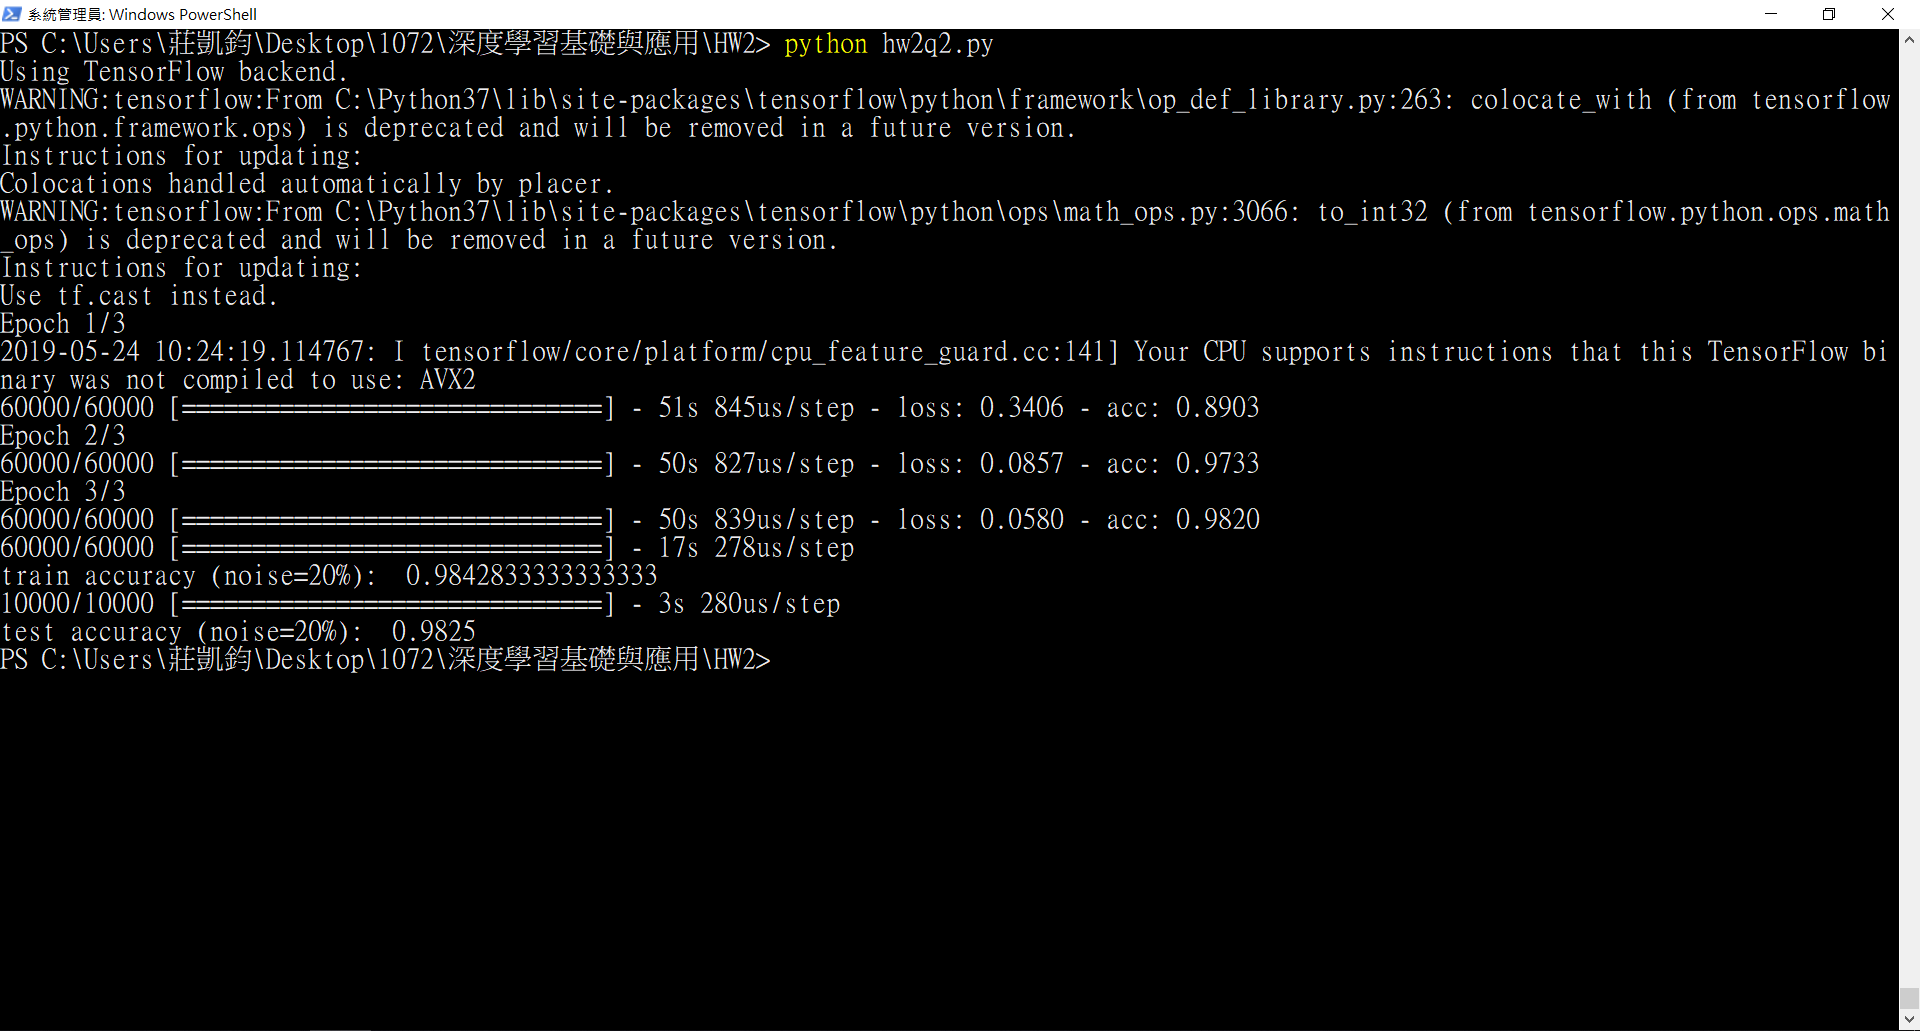 系統管理員: Windows PowerShell
PS C:\Users\莊凱鈞\Desktop\1072\深度學習基礎與應用\HW2> python hw2q2.py
Using TensorFlow backend.
WARNING:tensorflow:From C:\Python37\lib\site-packages\tensorflow\python\framework\op_def_library.py:263: colocate_with (from tensorflow
.python.framework.ops) is deprecated and will be removed in a future version.
Instructions for updating:
Colocations handled automatically by placer.
WARNING:tensorflow:From C:\Python37\lib\site-packages\tensorflow\python\ops\math_ops.py:3066: to_int32 (from tensorflow.python.ops.math
_ops) is deprecated and will be removed in a future version.
Instructions for updating:
Use tf.cast instead.
Epoch 1/3
2019-05-24 10:24:19.114767: I tensorflow/core/platform/cpu_feature_guard.cc:141] Your CPU supports instructions that this TensorFlow bi
nary was not compiled to use: AVX2
60000/60000 [==============================] - 51s 845us/step - loss: 0.3406 - acc: 0.8903
Epoch 2/3
60000/60000 [==============================] - 50s 827us/step - loss: 0.0857 - acc: 0.9733
Epoch 3/3
60000/60000 [==============================] - 50s 839us/step - loss: 0.0580 - acc: 0.9820
60000/60000 [==============================] - 17s 278us/step
train accuracy (noise=20%):  0.9842833333333333
10000/10000 [==============================] - 3s 280us/step
test accuracy (noise=20%):  0.9825
PS C:\Users\莊凱鈞\Desktop\1072\深度學習基礎與應用\HW2>